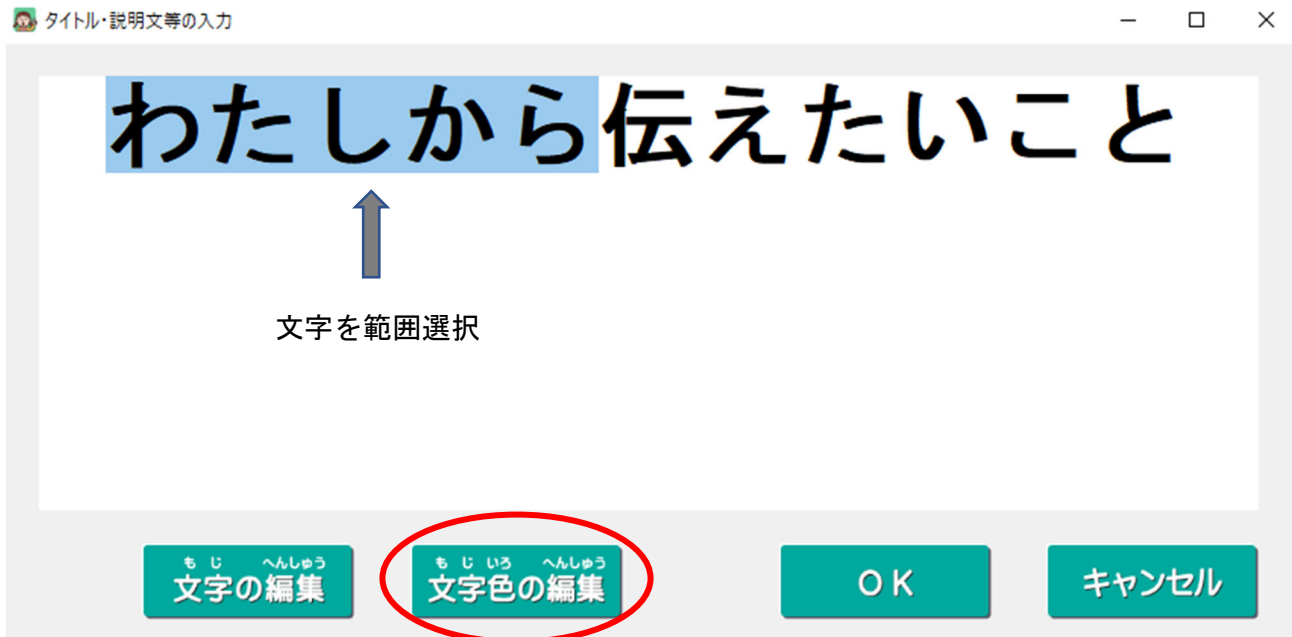 タイトル・説明文等の入力
わたしから伝えたいこと
文字を範囲選択
もじ へんしゅう
文字の編集
もじいろ へんしゅう
文字色の編集
OK
キャンセル